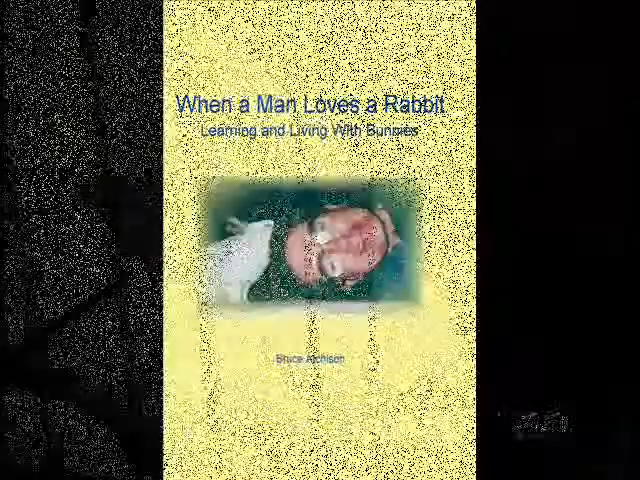 When a Man Loves a Rabbit
Learning and Living With Bunnies
Bruce Atchison